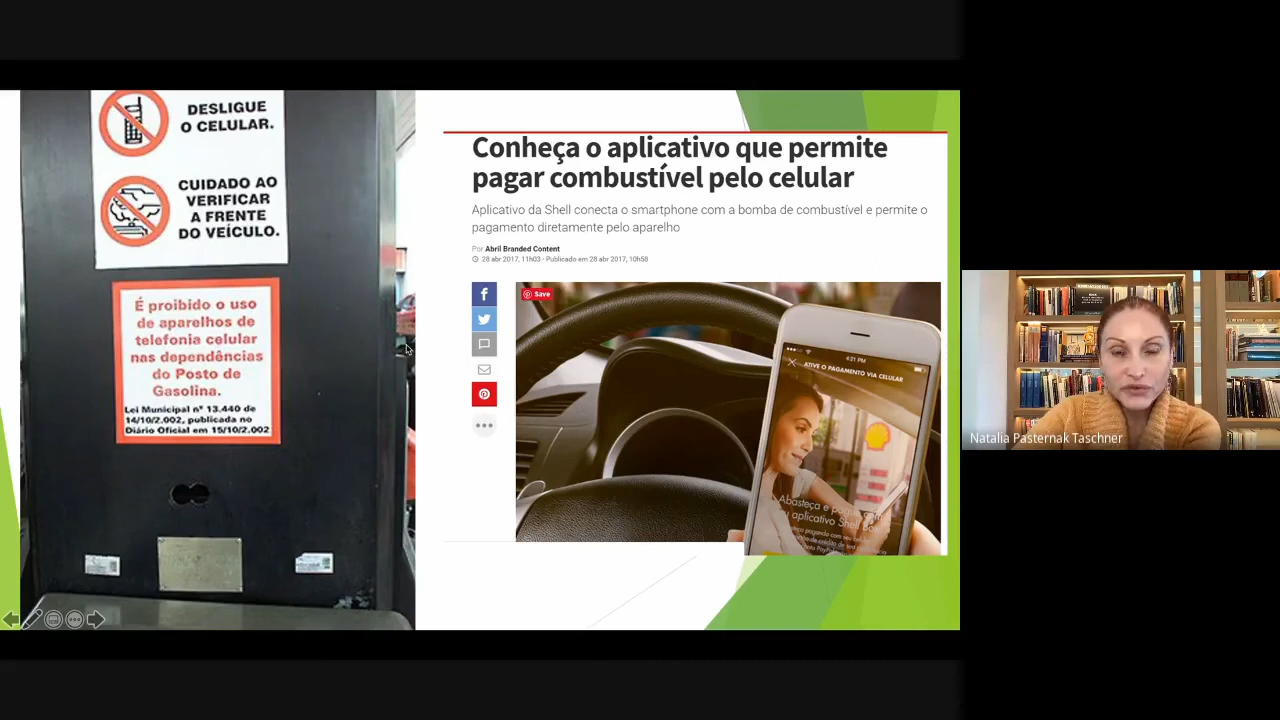 DESLIGUE
O CELULAR.
CUIDADO AO
VERIFICAR
A FRENTE
DO VEÍCULO.
É proibido o uso
de aparelhos de
telefonia celular
nas dependências
do Posto de
Gasolina.
Lei Municipal nº 13.440 de
14/10/2.002, publicada no
Diário Oficial em 15/10/2.002
Conheça o aplicativo que permite
pagar combustível pelo celular
Aplicativo da Shell conecta o smartphone com a bomba de combustível e permite o
pagamento diretamente pelo aparelho
Por Abril Branded Content
28 abr 2017, 11h03 - Publicado em 28 abr 2017, 10h58
Save
4:21 PM
ATIVE O PAGAMENTO VIA CELULAR
Abasteça e pague
aplicativo Shell
Natalia Pasternak Taschner